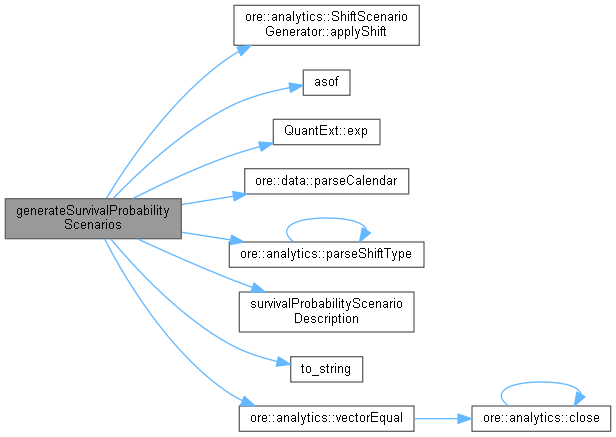 ore::analytics::ShiftScenario
Generator::applyShift
asof
QuantExt::exp
ore::data::parseCalendar
generateSurvivalProbability
Scenarios
ore::analytics::parseShiftType
survivalProbabilityScenario
Description
to_string
ore::analytics::vectorEqual
ore::analytics::close